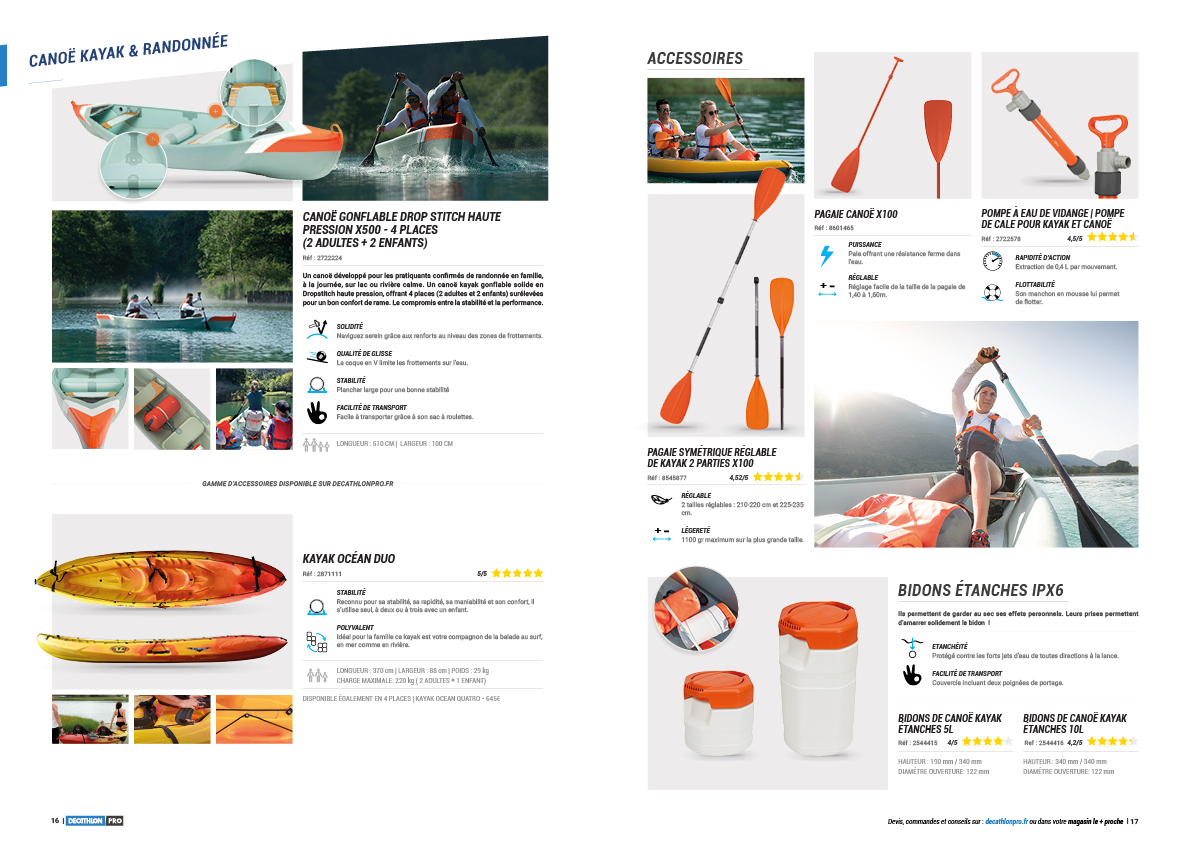 CANOË KAYAK & RANDONNÉE
CANOË GONFLABLE DROP STITCH HAUTE
PRESSION X500 - 4 PLACES
(2 ADULTES + 2 ENFANTS)
Réf : 2722224
Un canoë développé pour les pratiquants confirmés de randonnée en famille,
à la journée, sur lac ou rivière calme. Un canoë kayak gonflable solide en
Dropstitch haute pression, offrant 4 places (2 adultes et 2 enfants) surélevées
pour un bon confort de rame. Le compromis entre la stabilité et la performance.
SOLIDITÉ
Naviguez serein grâce aux renforts au niveau des zones de frottements.
QUALITÉ DE GLISSE
La coque en V limite les frottements sur l'eau.
STABILITÉ
Plancher large pour une bonne stabilité
FACILITÉ DE TRANSPORT
Facile à transporter grâce à son sac à roulettes.
LONGUEUR : 510 CM | LARGEUR : 100 CM
GAMME D'ACCESSOIRES DISPONIBLE SUR DECATHLONPRO.FR
KAYAK OCÉAN DUO
Réf : 2871111 5/5
STABILITÉ
Reconnu pour sa stabilité, sa rapidité, sa maniabilité et son confort, il
s'utilise seul, à deux ou à trois avec un enfant.
POLYVALENT
Idéal pour la famille ce kayak est votre compagnon de la balade au surf,
en mer comme en rivière.
LONGUEUR : 370 cm | LARGEUR : 88 cm | POIDS : 29 kg
CHARGE MAXIMALE: 220 kg ( 2 ADULTES + 1 ENFANT)
DISPONIBLE ÉGALEMENT EN 4 PLACES | KAYAK OCEAN QUATRO - 645€
16 | DECATHLON PRO
ACCESSOIRES
PAGAIE CANOË X100
Réf : 8601465
PUISSANCE
Pale offrant une résistance ferme dans
l'eau.
RÉGLABLE
Réglage facile de la taille de la pagaie de
1,40 à 1,60m.
POMPE À EAU DE VIDANGE | POMPE
DE CALE POUR KAYAK ET CANOË
Réf : 2722578 4,5/5
RAPIDITÉ D'ACTION
Extraction de 0,4 L par mouvement.
FLOTTABILITÉ
Son manchon en mousse lui permet
de flotter.
PAGAIE SYMÉTRIQUE RÉGLABLE
DE KAYAK 2 PARTIES X100
Réf : 8545877 4,52/5
RÉGLABLE
2 tailles réglables : 210-220 cm et 225-235
cm.
LÉGERETÉ
1100 gr maximum sur la plus grande taille.
BIDONS ÉTANCHES IPX6
Ils permettent de garder au sec ses effets personnels. Leurs prises permettent
d'amarrer solidement le bidon !
ETANCHÉITÉ
Protégé contre les forts jets d'eau de toutes directions à la lance.
FACILITÉ DE TRANSPORT
Couvercle incluant deux poignées de portage.
BIDONS DE CANOË KAYAK
ETANCHES 5L
Réf : 2544415 4/5
HAUTEUR : 190 mm / 340 mm
DIAMÈTRE OUVERTURE: 122 mm
BIDONS DE CANOË KAYAK
ETANCHES 10L
Réf : 2544416 4,2/5
HAUTEUR : 340 mm / 340 mm
DIAMÈTRE OUVERTURE: 122 mm
Devis, commandes et conseils sur : decathlonpro.fr ou dans votre magasin le + proche | 17